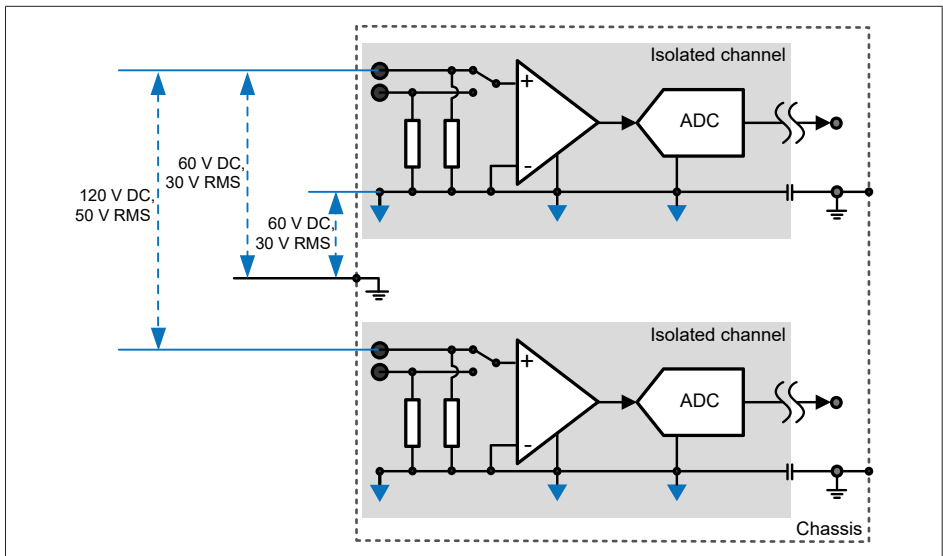 Isolated channel
+
-
ADC
60 V DC,
30 V RMS
120 V DC,
50 V RMS
60 V DC,
30 V RMS
Isolated channel
+
-
ADC
Chassis